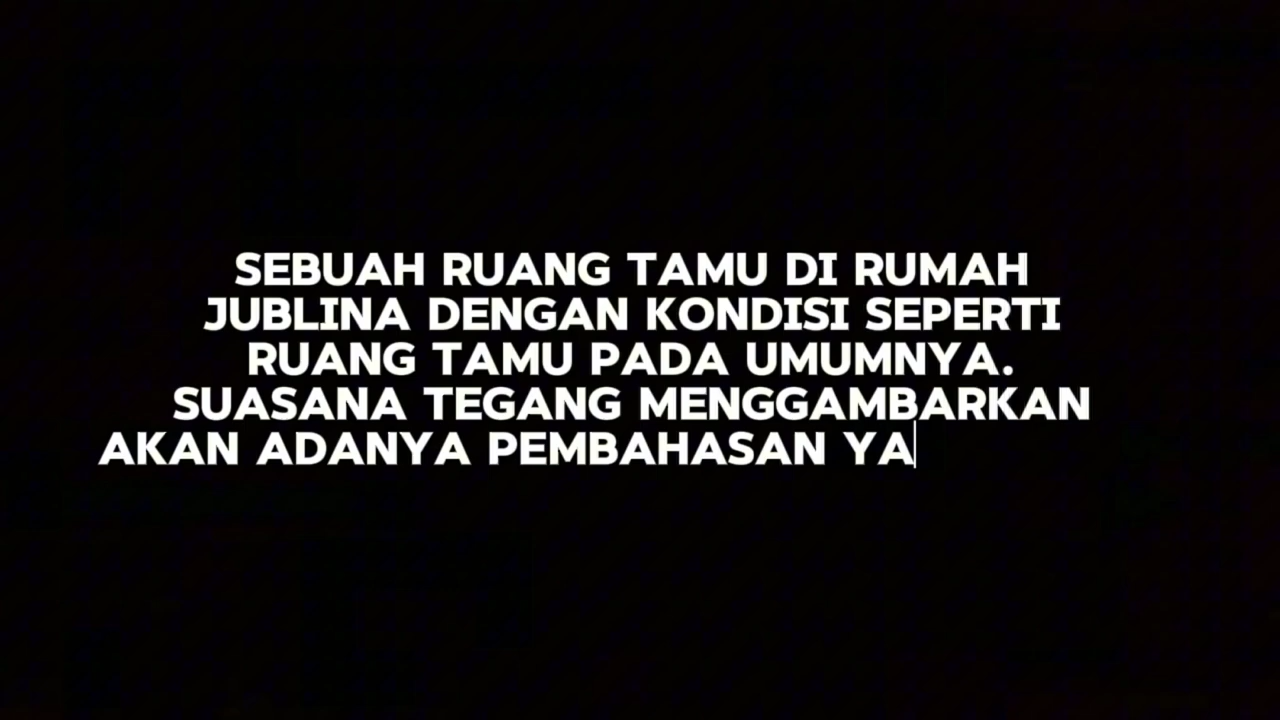 SEBUAH RUANG TAMU DI RUMAH
JUBLINA DENGAN KONDISI SEPERTI
RUANG TAMU PADA UMUMNYA.
SUASANA TEGANG MENGGAMBARKAN
AKAN ADANYA PEMBAHASAN YA